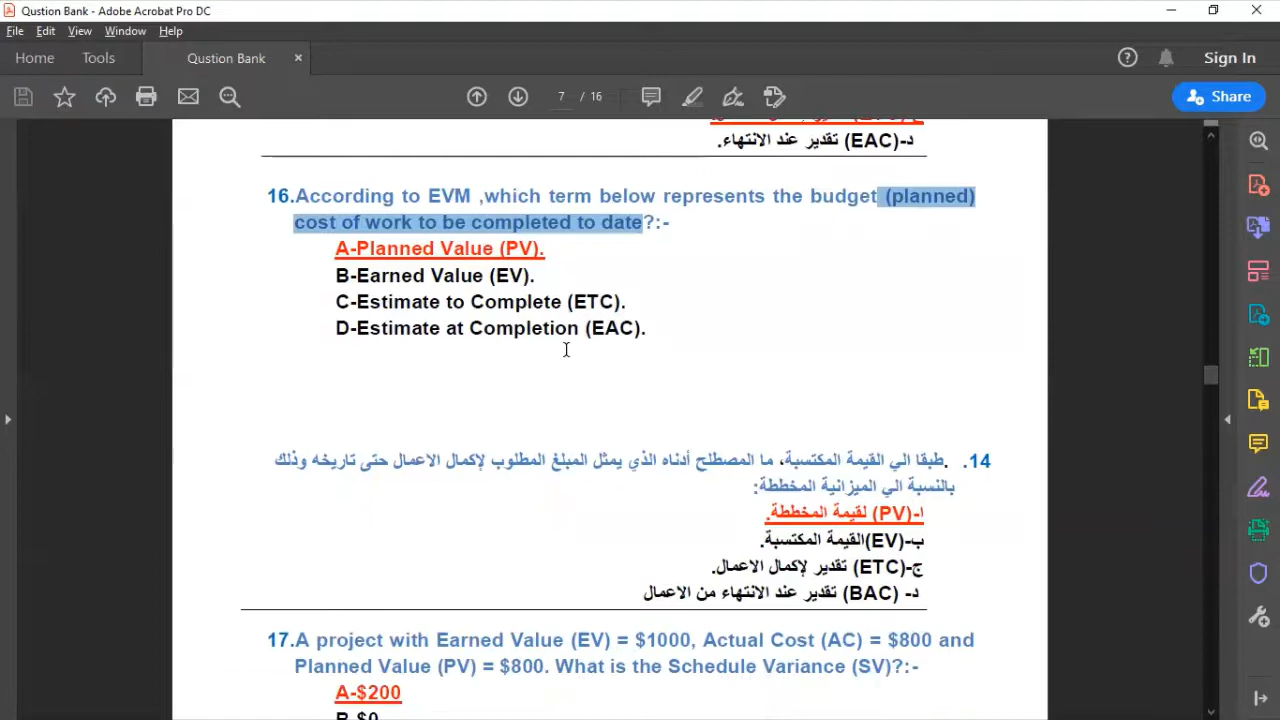 Qustion Bank - Adobe Acrobat Pro DC
File Edit View Window Help
Home Tools Qustion Bank × Sign In
7 / 16 Share
د-(EAC) تقدير عند الانتهاء.
16.According to EVM ,which term below represents the budget (planned)
cost of work to be completed to date?:-
A-Planned Value (PV).
B-Earned Value (EV).
C-Estimate to Complete (ETC).
D-Estimate at Completion (EAC).
14. .طبقا الي القيمة المكتسبة، ما المصطلح أدناه الذي يمثل المبلغ المطلوب لإكمال الاعمال حتى تاريخه وذلك
بالنسبة الي الميزانية المخططة:
ا-(PV) لقيمة المخططة.
ب-(EV)القيمة المكتسبة.
ج-(ETC) تقدير لإكمال الاعمال.
د- (BAC) تقدير عند الانتهاء من الاعمال
17.A project with Earned Value (EV) = $1000, Actual Cost (AC) = $800 and
Planned Value (PV) = $800. What is the Schedule Variance (SV)?:-
A-$200
B-$0